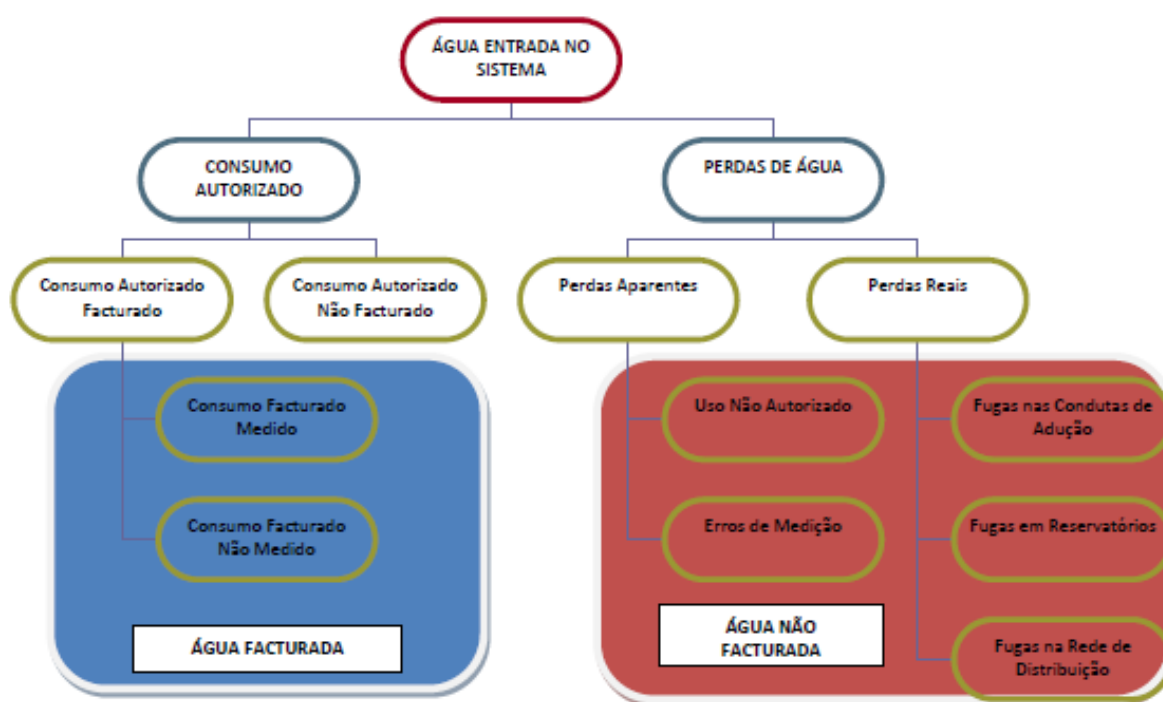 ÁGUA ENTRADA NO
SISTEMA
CONSUMO
AUTORIZADO
PERDAS DE ÁGUA
Consumo Autorizado
Facturado
Consumo Autorizado
Não Facturado
Perdas Aparentes
Perdas Reais
Consumo Facturado
Medido
Consumo Facturado
Não Medido
ÁGUA FACTURADA
Uso Não Autorizado
Erros de Medição
ÁGUA NÃO
FACTURADA
Fugas nas Condutas de
Adução
Fugas em Reservatórios
Fugas na Rede de
Distribuição